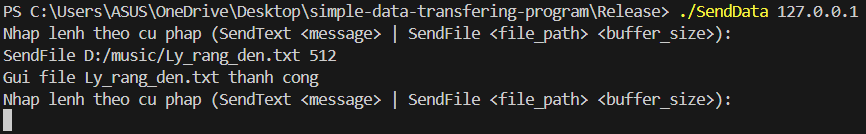 PS C:\Users\ASUS\OneDrive\Desktop\simple-data-transfering-program\Release> ./SendData 127.0.0.1
Nhap lenh theo cu phap (SendText <message> | SendFile <file_path> <buffer_size>):
SendFile D:/music/Ly_rang_den.txt 512
Gui file Ly_rang_den.txt thanh cong
Nhap lenh theo cu phap (SendText <message> | SendFile <file_path> <buffer_size>):